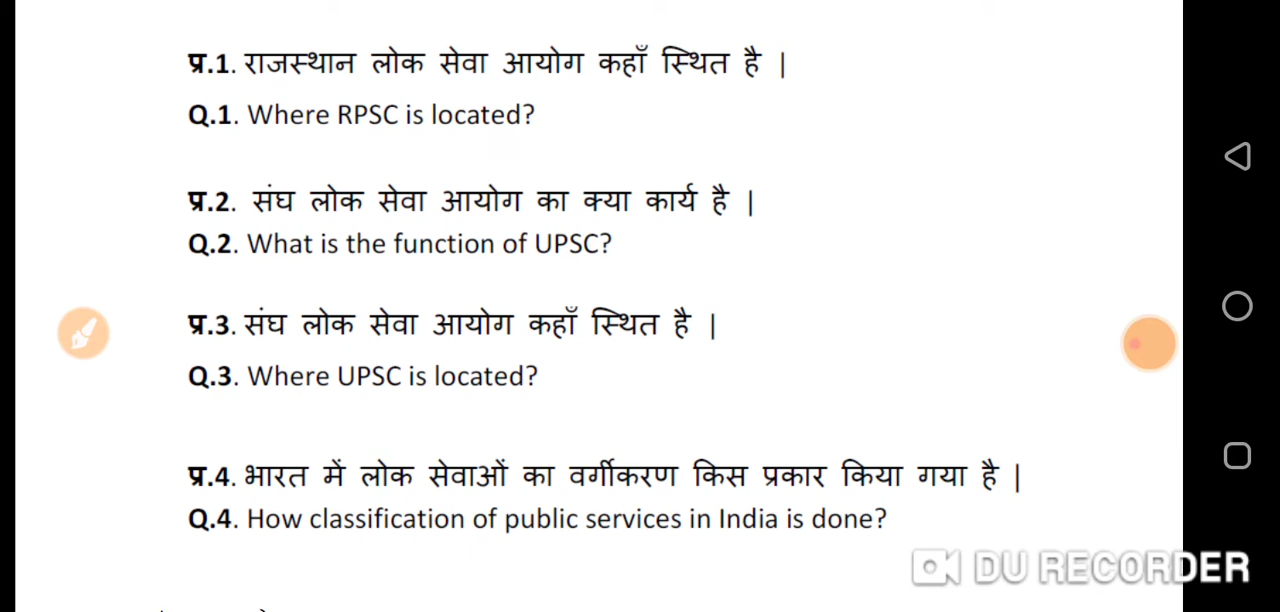 प्र.1. राजस्थान लोक सेवा आयोग कहाँ स्थित है |
Q.1. Where RPSC is located?
प्र.2. संघ लोक सेवा आयोग का क्या कार्य है |
Q.2. What is the function of UPSC?
प्र.3. संघ लोक सेवा आयोग कहाँ स्थित है |
Q.3. Where UPSC is located?
प्र.4. भारत में लोक सेवाओं का वर्गीकरण किस प्रकार किया गया है |
Q.4. How classification of public services in India is done?
DU RECORDER